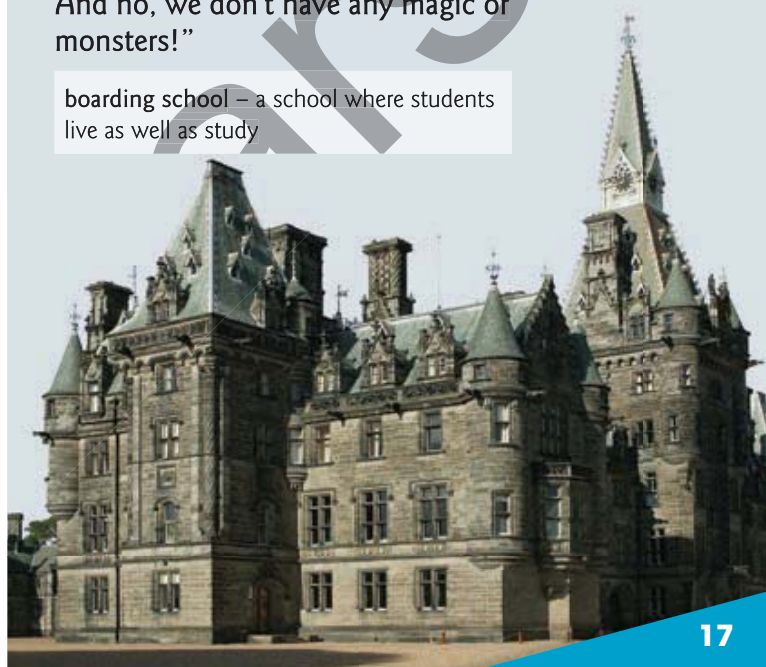 And no, we don't have any magic or
monsters!"
boarding school – a school where students
live as well as study
17